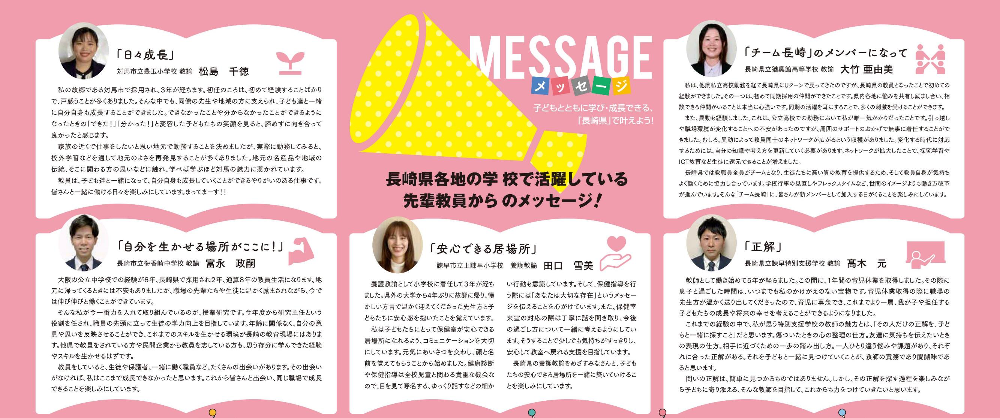 「日々成長」
対馬市立豊玉小学校 教諭 松島　千徳
　私の故郷である対馬市で採用され、3年が経ちます。初任のころは、初めて経験することばかり
で、戸惑うことが多くありました。そんな中でも、同僚の先生や地域の方に支えられ、子ども達と一緒
に自分自身も成長することができました。できなかったことや分からなかったことができるように
なったときの「できた！」「分かった！」と変容した子どもたちの笑顔を見ると、諦めずに向き合って
良かったと感じます。
　家族の近くで仕事をしたいと思い地元で勤務することを決めましたが、実際に勤務してみると、
校外学習などを通して地元のよさを再発見することが多くありました。地元の名産品や地域の
伝統、そこに関わる方の思いなどに触れ、学べば学ぶほど対馬の魅力に惹かれています。
　教員は、子ども達と一緒になって、自分自身も成長していくことができるやりがいのある仕事です。
皆さんと一緒に働ける日々を楽しみにしています。まってまーす！！
MESSAGE
メッセージ
子どもとともに学び・成長できる、
「長崎県」で叶えよう!
長崎県各地の学 校で活躍している
先輩教員から のメッセージ！
「チーム長崎」のメンバーになって
長崎県立猶興館高等学校 教諭 大竹 亜由美
　私は、他県私立高校勤務を経て長崎県にUターンで戻ってきたのですが、長崎県の教員となったことで初めての
経験ができました。その一つは、初めて同期採用の仲間ができたことです。県内各地に悩みを共有し励まし合い、相
談できる仲間がいることは本当に心強いです。同期の活躍を耳にすることで、多くの刺激を受けることができます。
　また、異動も経験しました。これは、公立高校での勤務において私が唯一気がかりだったことです。引っ越し
や職場環境が変化することへの不安があったのですが、周囲のサポートのおかげで無事に着任することがで
きました。むしろ、異動によって教員同士のネットワークが広がるという収穫がありました。変化する時代に対応
するためには、自分の知識や考え方を更新していく必要があります。ネットワークが拡大したことで、探究学習や
ICT教育など生徒に還元できることが増えました。
　長崎県では教職員全員がチームとなり、生徒たちに高い質の教育を提供するため、そして教員自身が気持ち
よく働くために協力し合っています。学校行事の見直しやフレックスタイムなど、世間のイメージよりも働き方改革
が進んでいます。そんな「チーム長崎」に、皆さんが新メンバーとして加入する日がくることを楽しみにしています。
「自分を生かせる場所がここに！」
長崎市立梅香崎中学校 教諭 富永　政嗣
　大阪の公立中学校での経験が6年、長崎県で採用され2年、通算8年の教員生活になります。地
元に帰ってくるときには不安もありましたが、職場の先輩たちや生徒に温かく励まされながら、今で
は伸び伸びと働くことができています。
　そんな私が今一番力を入れて取り組んでいるのが、授業研究です。今年度から研究主任という
役割を任され、職員の先頭に立って生徒の学力向上を目指しています。年齢に関係なく、自分の意
見や思いを反映させることができ、これまでのスキルを生かせる環境が長崎の教育現場にはありま
す。他県で教員をされている方や民間企業から教員を志している方も、思う存分に学んできた経験
やスキルを生かせるはずです。
　教員をしていると、生徒や保護者、一緒に働く職員など、たくさんの出会いがあります。その出会い
がなければ、私はここまで成長できなかったと思います。これから皆さんと出会い、同じ職場で成長
できることを楽しみにしています。
「安心できる居場所」
諫早市立上諫早小学校　養護教諭 田口　雪美
　養護教諭として小学校に着任して3年が経ち
ました。県外の大学から4年ぶりに故郷に帰り、懐
かしい方言で温かく迎えてくださった先生方と子
どもたちに安心感を抱いたことを覚えています。
　私は子どもたちにとって保健室が安心できる
居場所になれるよう、コミュニケーションを大切
にしています。元気にあいさつを交わし、顔と名
前を覚えてもらうことから始めました。健康診断
や保健指導は全校児童と関わる貴重な機会な
ので、目を見て呼名する、ゆっくり話すなどの細か
い行動も意識しています。そして、保健指導を行
う際には「あなたは大切な存在」というメッセー
ジを伝えることを心がけています。また、保健室
来室の対応の際は丁寧に話を聞き取り、今後
の過ごし方について一緒に考えるようにしてい
ます。そうすることで少しでも気持ちがすっきりし、
安心して教室へ戻れる支援を目指しています。
　長崎県の養護教諭をめざすみなさんと、子ども
たちの安心できる居場所を一緒に築いていけるこ
とを楽しみにしています。
「正解」
長崎県立諫早特別支援学校 教諭 髙木　元
　教師として働き始めて5年が経ちました。この間に、1年間の育児休業を取得しました。その際に
息子と過ごした時間は、いつまでも私のかけがえのない宝物です。育児休業取得の際に職場の
先生方が温かく送り出してくださったので、育児に専念でき、これまでより一層、我が子や担任する
子どもたちの成長や将来の幸せを考えることができるようになりました。
　これまでの経験の中で、私が思う特別支援学校の教師の魅力とは、「その人だけの正解を、子ど
もと一緒に探すこと」だと思います。傷ついたときの心の整理の仕方。友達に気持ちを伝えたいとき
の表現の仕方。相手に近づくための一歩の踏み出し方。一人ひとり違う悩みや課題があり、それぞ
れに合った正解がある。それを子どもと一緒に見つけていくことが、教師の責務であり醍醐味であ
ると思います。
　問いの正解は、簡単に見つかるものではありません。しかし、その正解を探す過程を楽しみなが
ら子どもに寄り添える、そんな教師を目指して、これからも力をつけていきたいと思います。